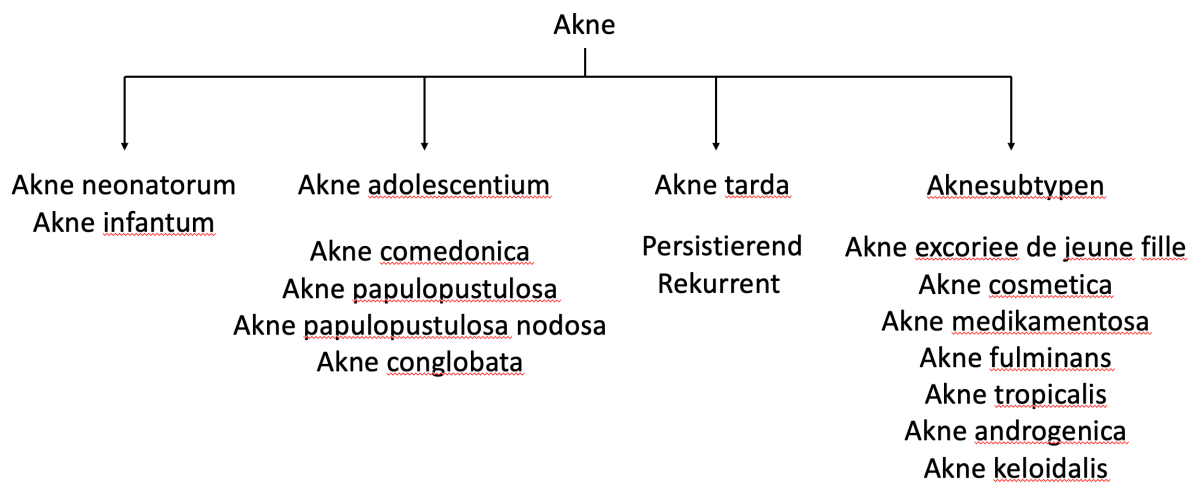 Akne
Akne neonatorum
Akne infantum
Akne adolescentium
Akne comedonica
Akne papulopustulosa
Akne papulopustulosa nodosa
Akne conglobata
Akne tarda
Persistierend
Rekurrent
Aknesubtypen
Akne excoriee de jeune fille
Akne cosmetica
Akne medikamentosa
Akne fulminans
Akne tropicalis
Akne androgenica
Akne keloidalis